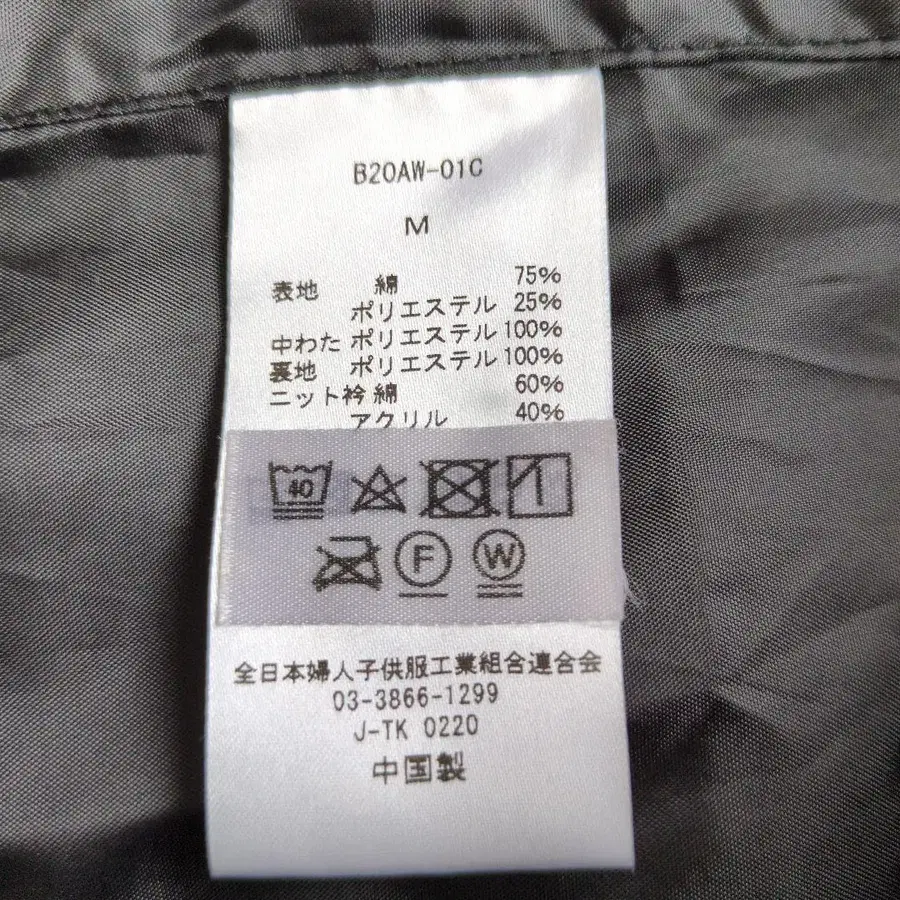 B20AW-01C
M
表地 綿 75%
ポリエステル 25%
中わた ポリエステル 100%
裏地 ポリエステル 100%
ニット衿 綿 60%
アクリル 40%
40
F W
全日本婦人子供服工業組合連合会
03-3866-1299
J-TK 0220
中国製